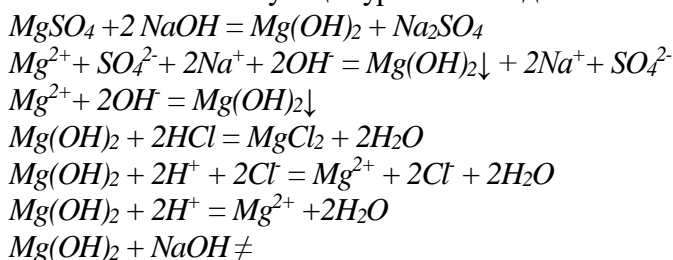 MgSO₄ +2 NaOH = Mg(OH)₂ + Na₂SO₄
Mg²⁺+ SO₄²⁻+ 2Na⁺+ 2OH⁻ = Mg(OH)₂↓ + 2Na⁺+ SO₄²⁻
Mg²⁺+ 2OH⁻ = Mg(OH)₂↓
Mg(OH)₂ + 2HCl = MgCl₂ + 2H₂O
Mg(OH)₂ + 2H⁺ + 2Cl⁻ = Mg²⁺ + 2Cl⁻ + 2H₂O
Mg(OH)₂ + 2H⁺ = Mg²⁺ +2H₂O
Mg(OH)₂ + NaOH ≠